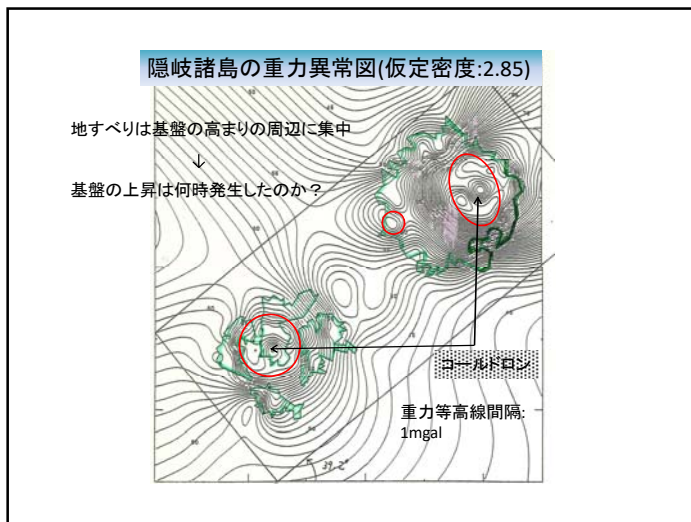 隠岐諸島の重力異常図(仮定密度:2.85)
地すべりは基盤の高まりの周辺に集中
↓
基盤の上昇は何時発生したのか？
コールドロン
重力等高線間隔:
1mgal
39.2°